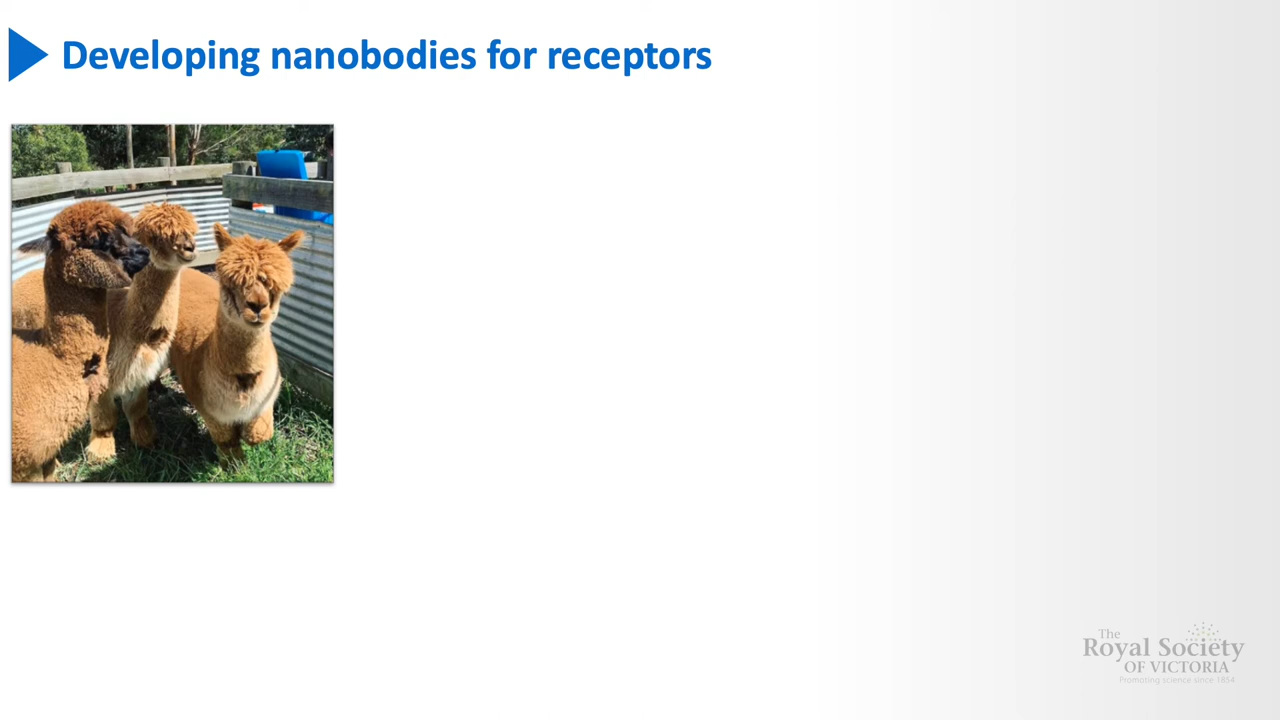 Developing nanobodies for receptors
The
Royal Society
OF VICTORIA
Promoting science since 1854